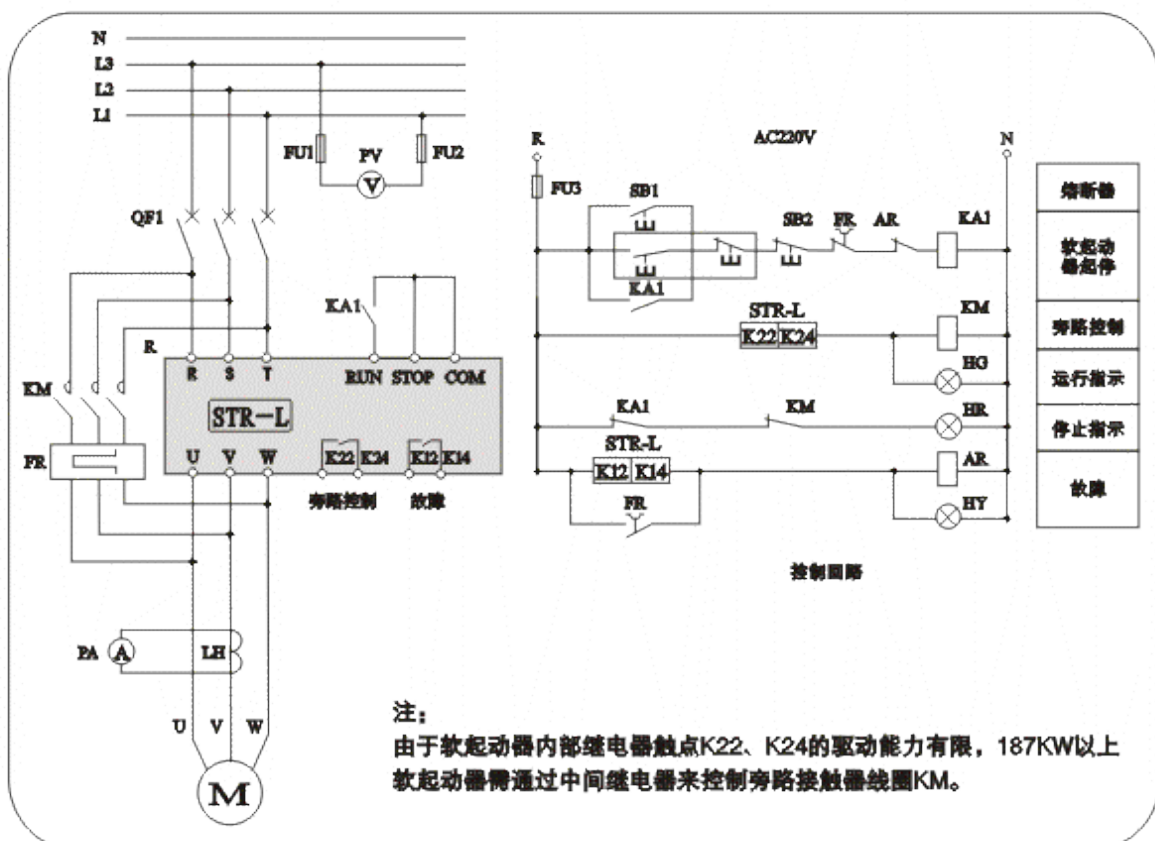 N
L3
L2
L1
FU1
PV
V
FU2
QF1
KA1
R
R S T
RUN STOP COM
KM
STR-L
FR
U V W
K22 K24
K12 K14
旁路控制
故障
PA
A
LH
U V W
M
R
AC220V
N
FU3
SB1
SB2
FR
AR
KA1
KA1
STR-L
K22 K24
KM
HG
KA1
KM
HR
STR-L
K12 K14
AR
FR
HY
控制回路
熔断器
软起动
器起停
旁路控制
运行指示
停止指示
故障
注：
由于软起动器内部继电器触点K22、K24的驱动能力有限，187KW以上
软起动器需通过中间继电器来控制旁路接触器线圈KM。